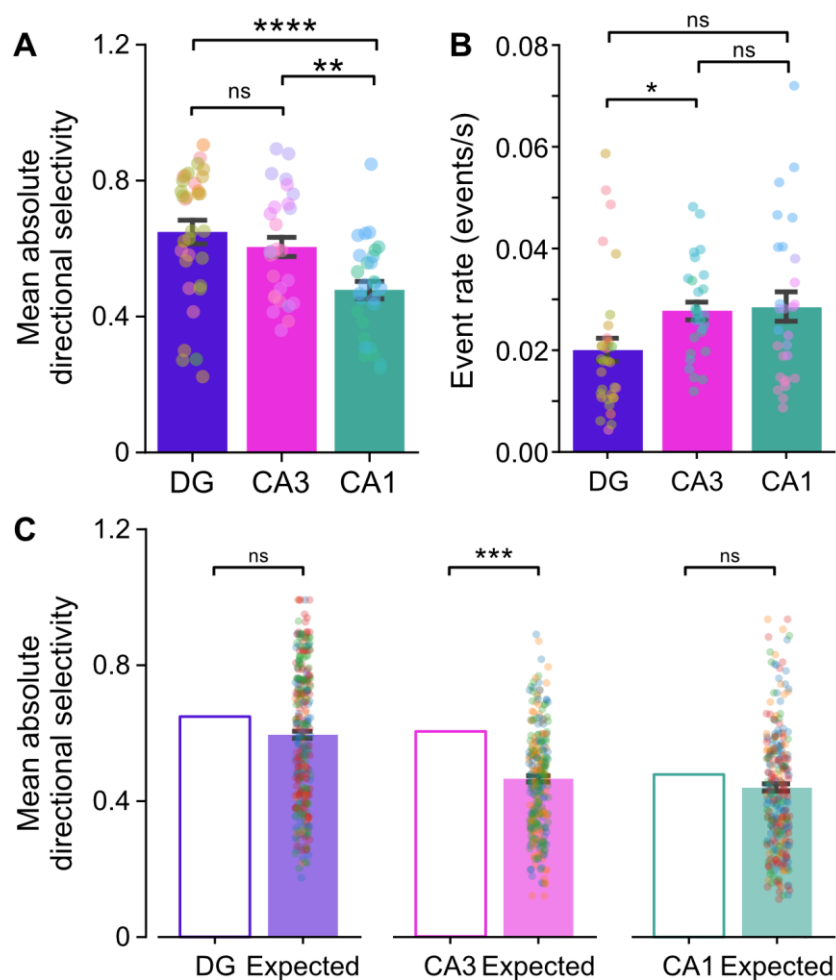 A
Mean absolute
directional selectivity
1.2
0.8
0.4
0
****
**
ns
DG CA3 CA1
B
Event rate (events/s)
0.08
0.06
0.04
0.02
0.00
ns
ns
*
DG CA3 CA1
C
Mean absolute
directional selectivity
1.2
0.8
0.4
0
ns
***
ns
DG Expected CA3 Expected CA1 Expected